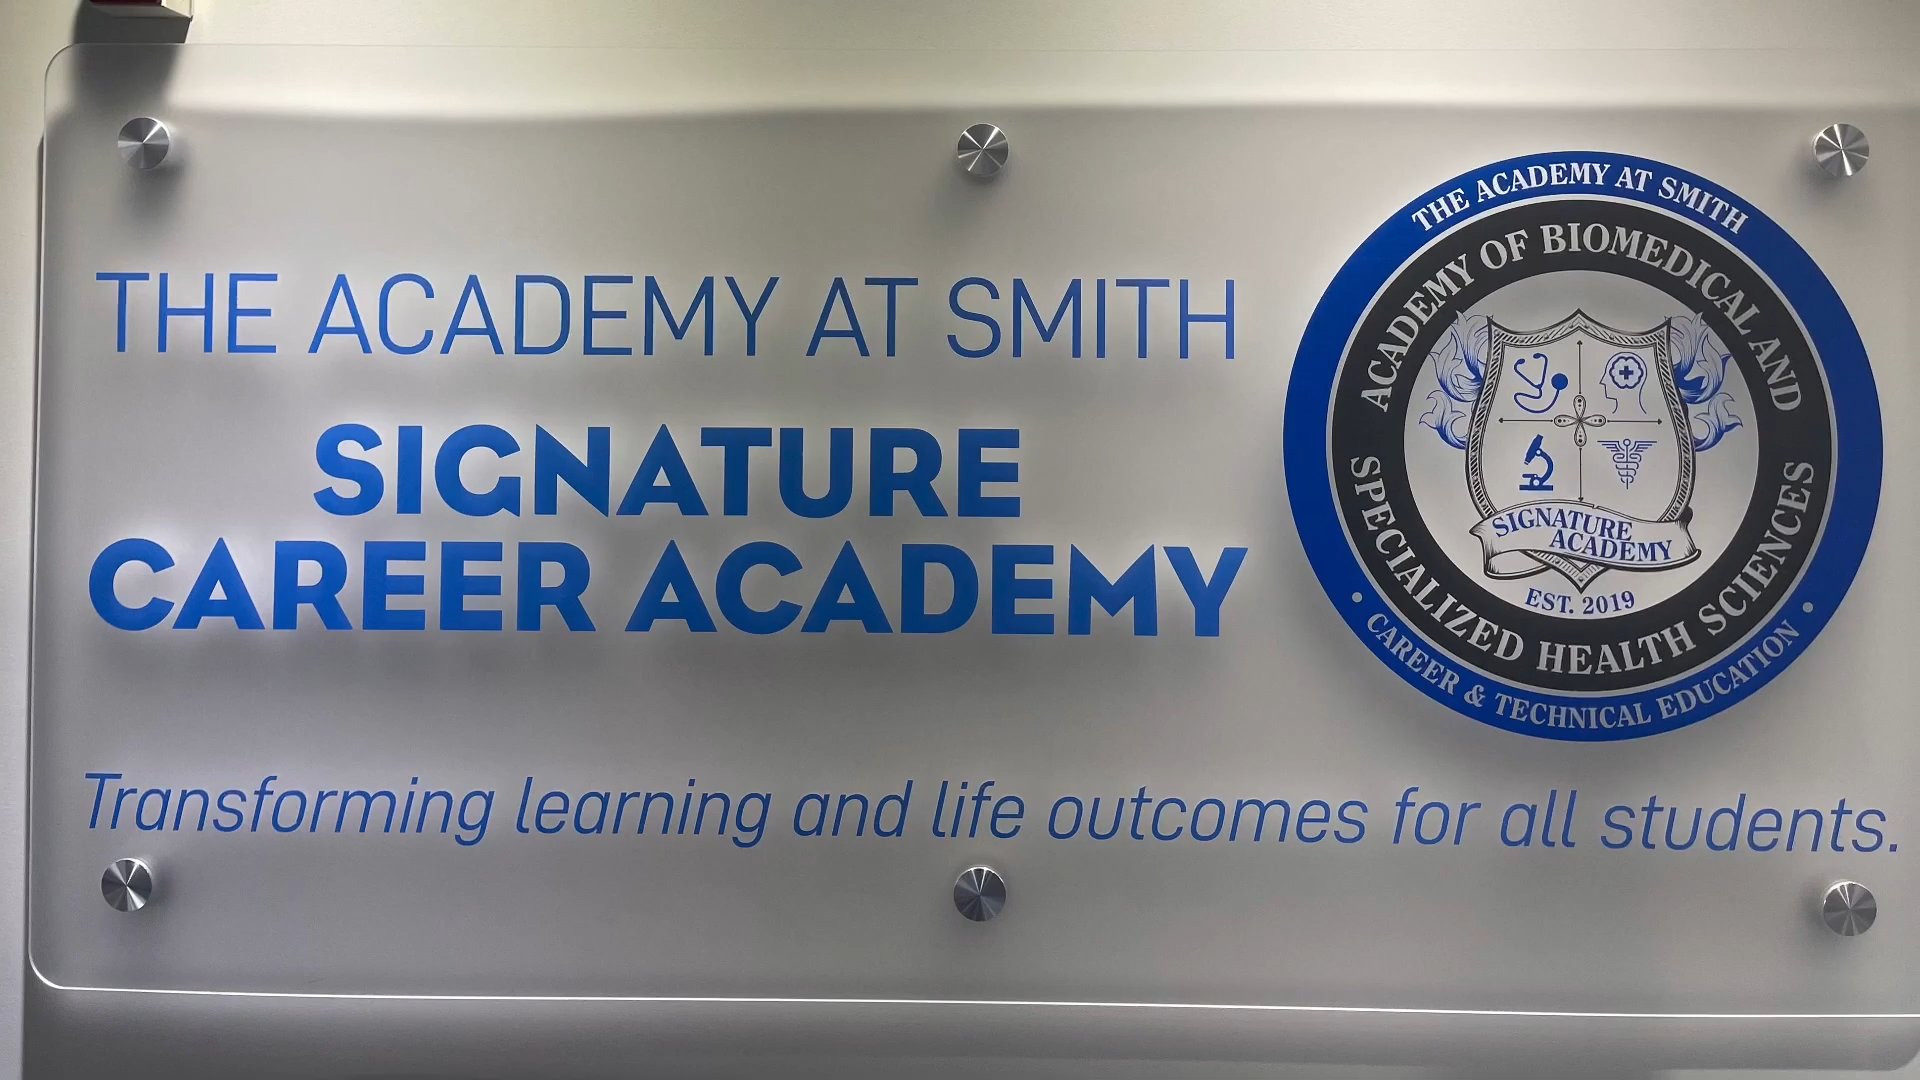 THE ACADEMY AT SMITH
SIGNATURE
CAREER ACADEMY
Transforming learning and life outcomes for all students.
THE ACADEMY AT SMITH
ACADEMY OF BIOMEDICAL AND
SPECIALIZED HEALTH SCIENCES
SIGNATURE
ACADEMY
EST. 2019
• CAREER & TECHNICAL EDUCATION •